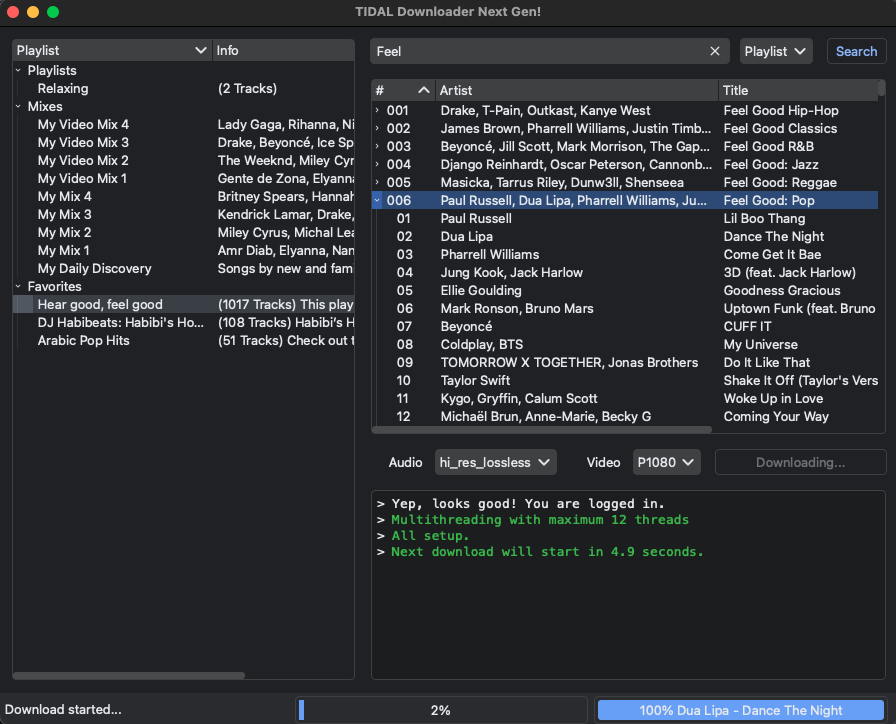 TIDAL Downloader Next Gen!
Playlist Info
Playlists
Relaxing (2 Tracks)
Mixes
My Video Mix 4 Lady Gaga, Rihanna, Ni
My Video Mix 3 Drake, Beyoncé, Ice Sp
My Video Mix 2 The Weeknd, Miley Cyr
My Video Mix 1 Gente de Zona, Elyanna
My Mix 4 Britney Spears, Hannah
My Mix 3 Kendrick Lamar, Drake,
My Mix 2 Miley Cyrus, Michal Lea
My Mix 1 Amr Diab, Elyanna, Nan
My Daily Discovery Songs by new and fam
Favorites
Hear good, feel good (1017 Tracks) This play
DJ Habibeats: Habibi's Ho... (108 Tracks) Habibi's H
Arabic Pop Hits (51 Tracks) Check out t
Feel Playlist Search
# Artist Title
001 Drake, T-Pain, Outkast, Kanye West Feel Good Hip-Hop
002 James Brown, Pharrell Williams, Justin Timb... Feel Good Classics
003 Beyoncé, Jill Scott, Mark Morrison, The Gap... Feel Good R&B
004 Django Reinhardt, Oscar Peterson, Cannonb... Feel Good: Jazz
005 Masicka, Tarrus Riley, Dunw3ll, Shenseea Feel Good: Reggae
006 Paul Russell, Dua Lipa, Pharrell Williams, Ju... Feel Good: Pop
01 Paul Russell Lil Boo Thang
02 Dua Lipa Dance The Night
03 Pharrell Williams Come Get It Bae
04 Jung Kook, Jack Harlow 3D (feat. Jack Harlow)
05 Ellie Goulding Goodness Gracious
06 Mark Ronson, Bruno Mars Uptown Funk (feat. Bruno
07 Beyoncé CUFF IT
08 Coldplay, BTS My Universe
09 TOMORROW X TOGETHER, Jonas Brothers Do It Like That
10 Taylor Swift Shake It Off (Taylor's Vers
11 Kygo, Gryffin, Calum Scott Woke Up in Love
12 Michaël Brun, Anne-Marie, Becky G Coming Your Way
Audio hi_res_lossless Video P1080 Downloading...
> Yep, looks good! You are logged in.
> Multithreading with maximum 12 threads
> All setup.
> Next download will start in 4.9 seconds.
Download started... 2% 100% Dua Lipa - Dance The Night